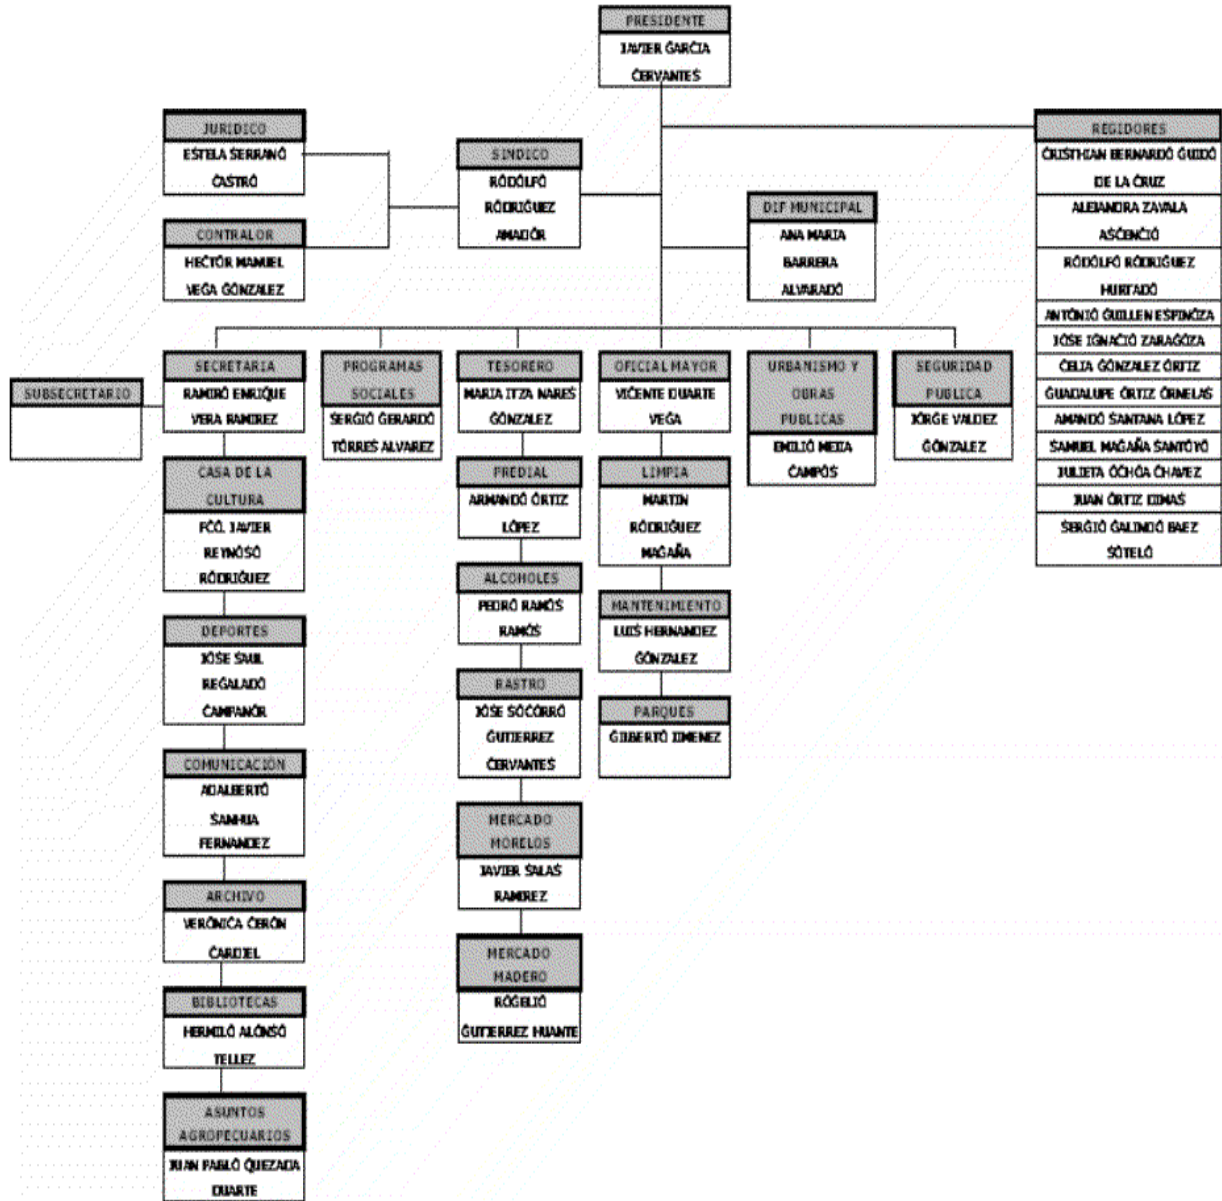 PRESIDENTE
JAVIER GARCIA
CERVANTES
JURIDICO
ESTELA SERRANO
CASTRO
CONTRALOR
HECTOR MANUEL
VEGA GONZALEZ
SINDICO
RODOLFO
RODRIGUEZ
AMADOR
DIF MUNICIPAL
ANA MARIA
BARRERA
ALVARADO
REGIDORES
CRISTHIAN BERNARDO GUIDO
DE LA CRUZ
ALEJANDRA ZAVALA
ASCENCIO
RODOLFO RODRIGUEZ
HURTADO
ANTONIO GUILLEN ESPINOZA
JOSE IGNACIO ZARAGOZA
CELIA GONZALEZ ORTIZ
GUADALUPE ORTIZ ORNELAS
AMANDO SANTANA LOPEZ
SAMUEL MAGAÑA SANTOYO
JULIETA OCHOA CHAVEZ
JUAN ORTIZ DIMAS
SERGIO GALINDO BAEZ
SOTELO
SUBSECRETARIO
SECRETARIA
RAMIRO ENRIQUE
VERA RAMIREZ
CASA DE LA
CULTURA
FCO. JAVIER
REYNOSO
RODRIGUEZ
DEPORTES
JOSE SAUL
REGALADO
CAMPANOR
COMUNICACIÓN
ADALBERTO
SANHUA
FERNANDEZ
ARCHIVO
VERONICA CERON
CARDIEL
BIBLIOTECAS
HERMILO ALONSO
TELLEZ
ASUNTOS
AGROPECUARIOS
JUAN PABLO QUEZADA
DUARTE
PROGRAMAS
SOCIALES
SERGIO GERARDO
TORRES ALVAREZ
TESORERO
MARIA ITZA NARES
GONZALEZ
PREDIAL
ARMANDO ORTIZ
LOPEZ
ALCOHOLES
PEDRO RAMOS
RAMOS
RASTRO
JOSE SOCORRO
GUTIERREZ
CERVANTES
MERCADO
MORELOS
JAVIER SALAS
RAMIREZ
MERCADO
MADERO
ROGELIO
GUTIERREZ HUANTE
OFICIAL MAYOR
VICENTE DUARTE
VEGA
LIMPIA
MARTIN
RODRIGUEZ
MAGAÑA
MANTENIMIENTO
LUIS HERNANDEZ
GONZALEZ
PARQUES
GILBERTO JIMENEZ
URBANISMO Y
OBRAS
PUBLICAS
EMILIO MEJIA
CAMPOS
SEGURIDAD
PUBLICA
JORGE VALDEZ
GONZALEZ